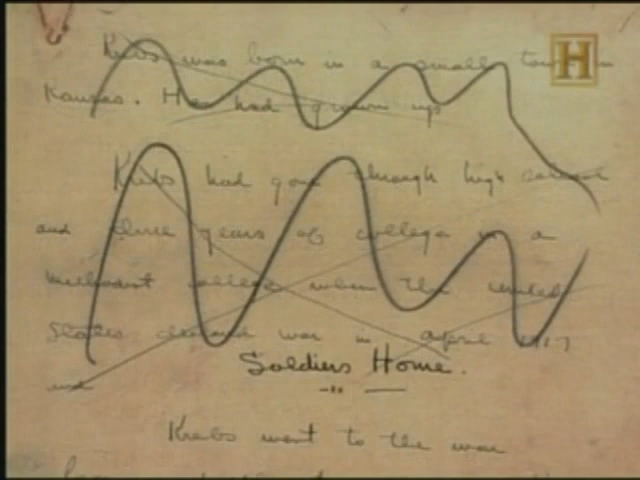 H
Krebs was born in a small town in
Kansas. He had grown up
Krebs had gone through high school
and three years of college in a
Methodist college when the United
States declared war in April 1917
and
Soldiers Home.
Krebs went to the war